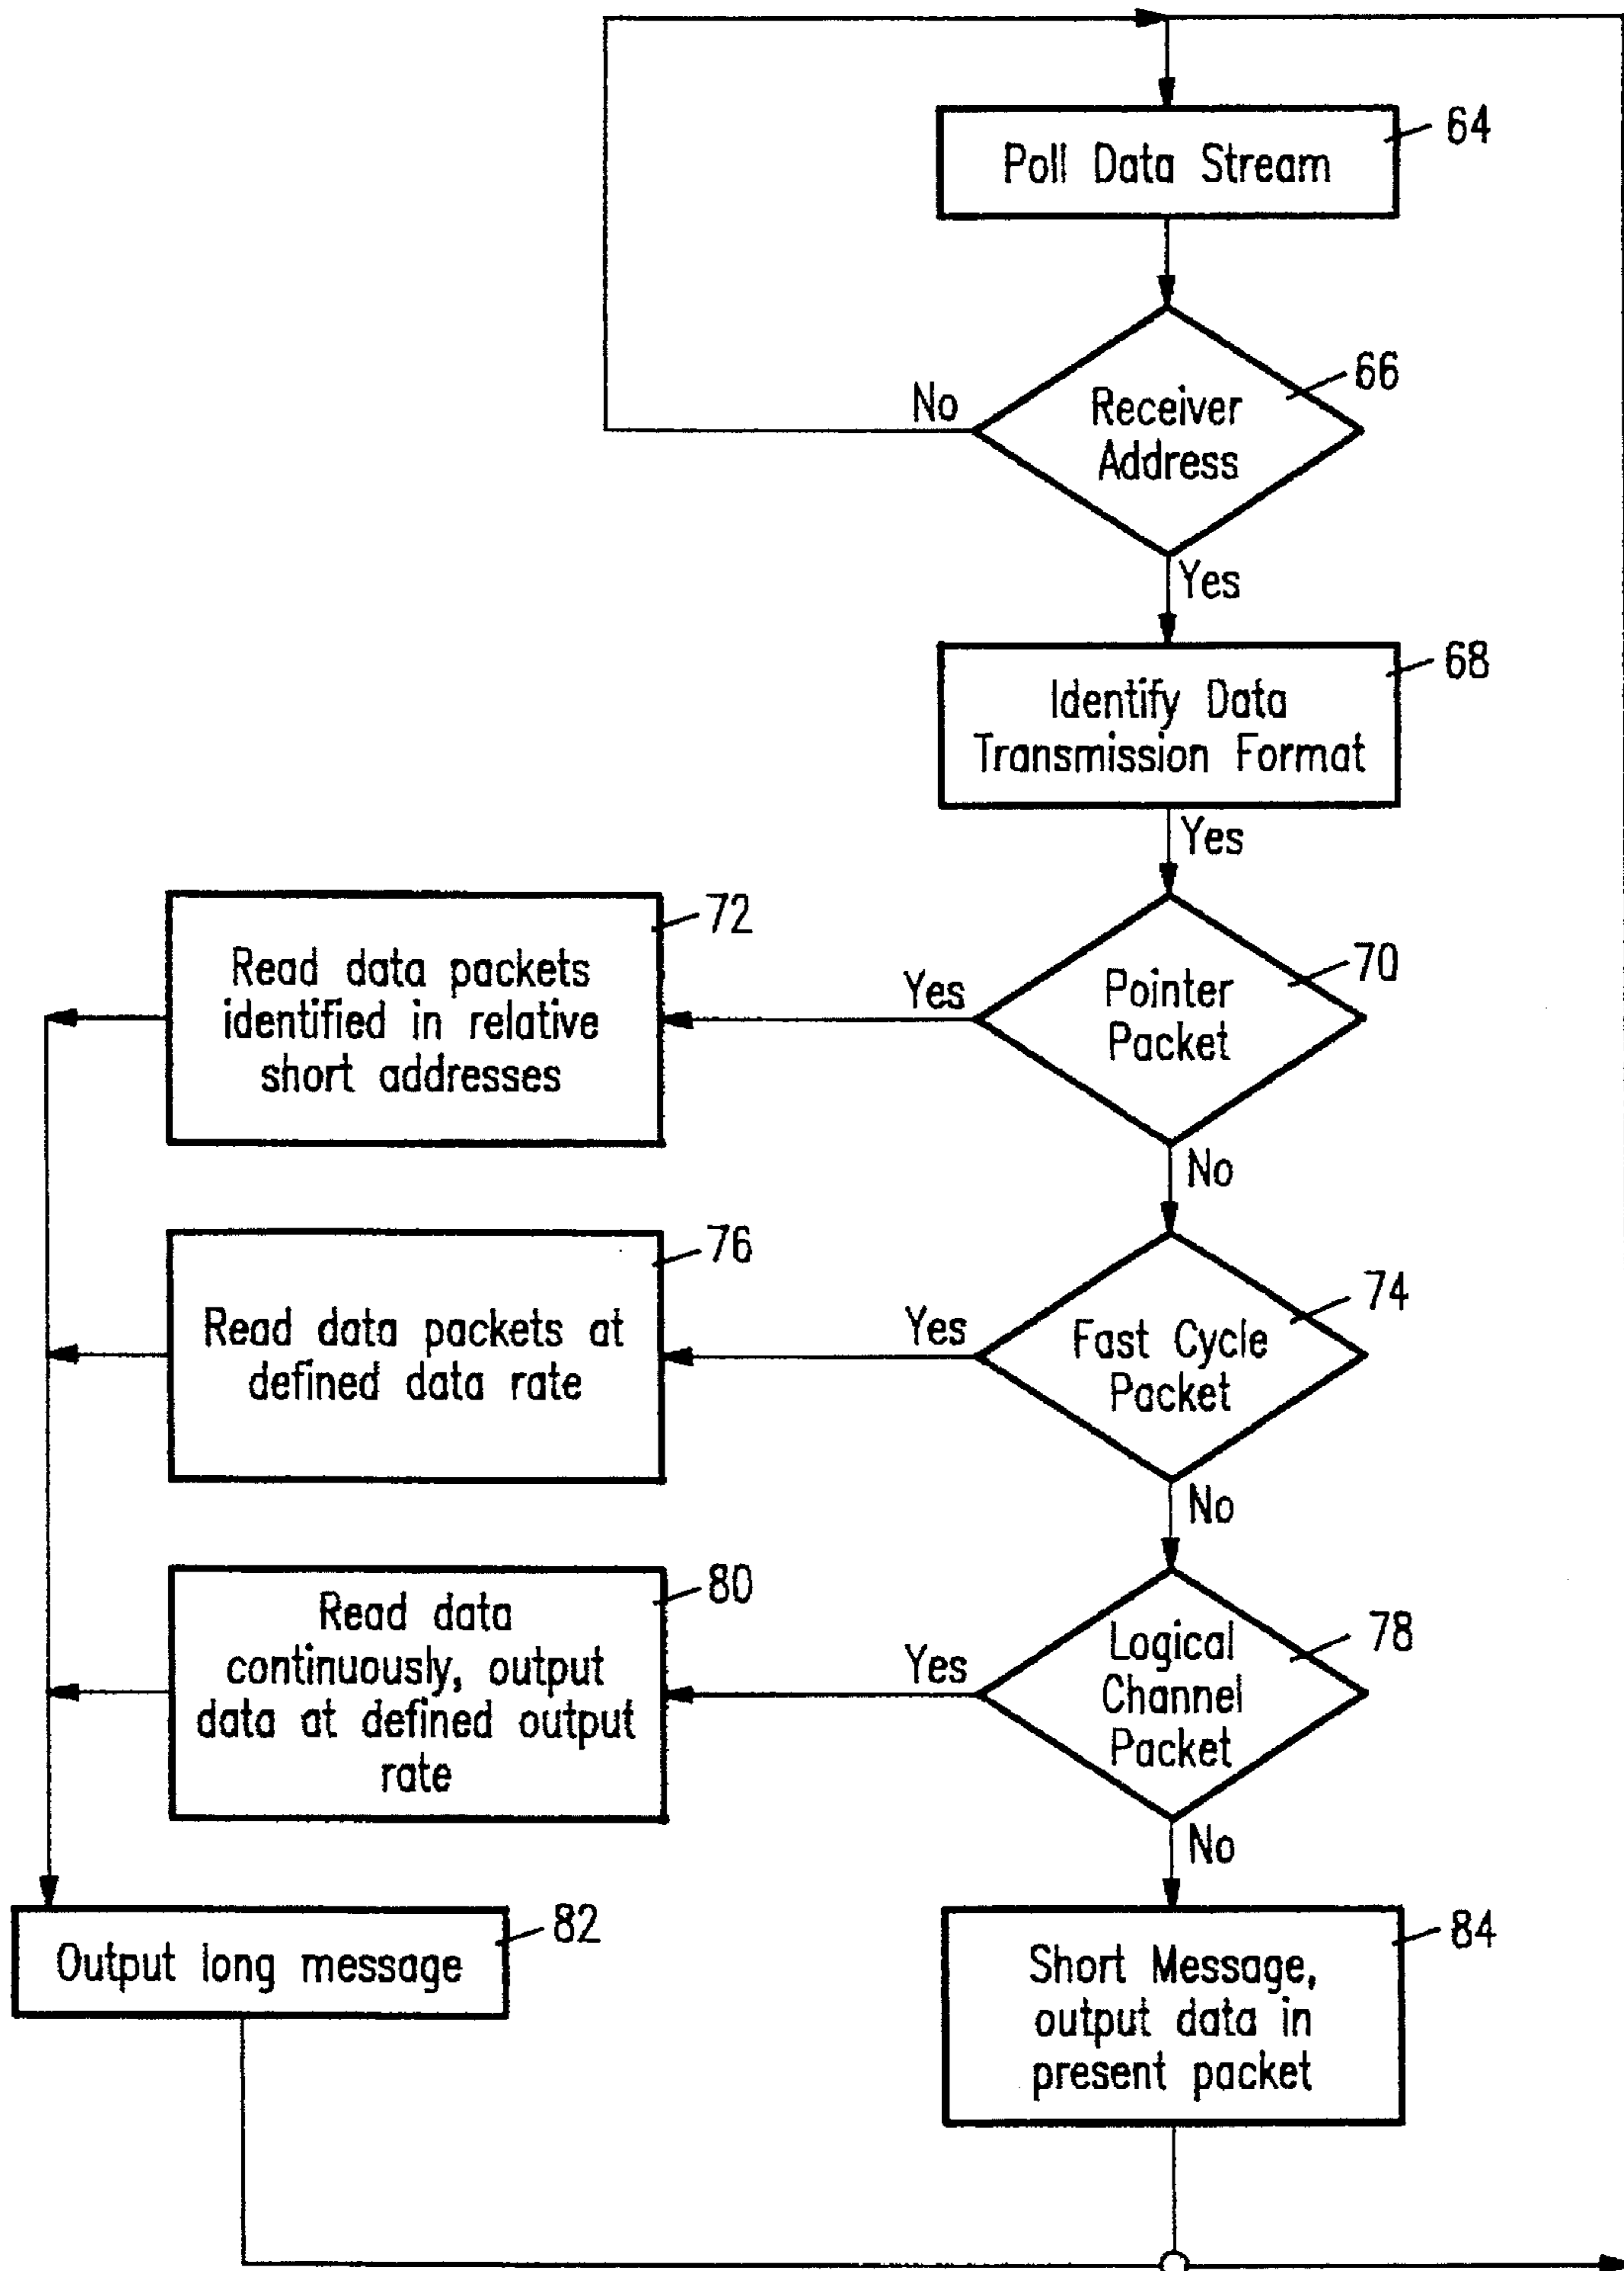 64
Poll Data Stream
66
No
Receiver
Address
Yes
68
Identify Data
Transmission Format
Yes
72
Read data packets
identified in relative
short addresses
Yes
70
Pointer
Packet
No
76
Read data packets at
defined data rate
Yes
74
Fast Cycle
Packet
No
80
Read data
continuously, output
data at defined output
rate
Yes
78
Logical
Channel
Packet
No
82
Output long message
84
Short Message,
output data in
present packet